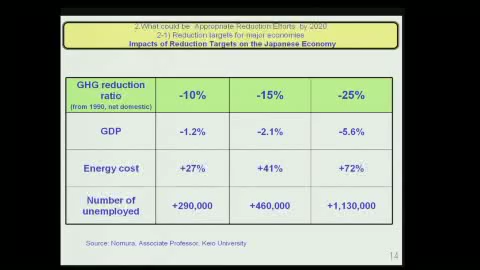 2.What could be Appropriate Reduction Efforts by 2020
2-1) Reduction targets for major economies
Impacts of Reduction Targets on the Japanese Economy
GHG reduction
ratio
(from 1990, net domestic)
-10%
-15%
-25%
GDP
-1.2%
-2.1%
-5.6%
Energy cost
+27%
+41%
+72%
Number of
unemployed
+290,000
+460,000
+1,130,000
Source: Nomura, Associate Professor, Keio University
14